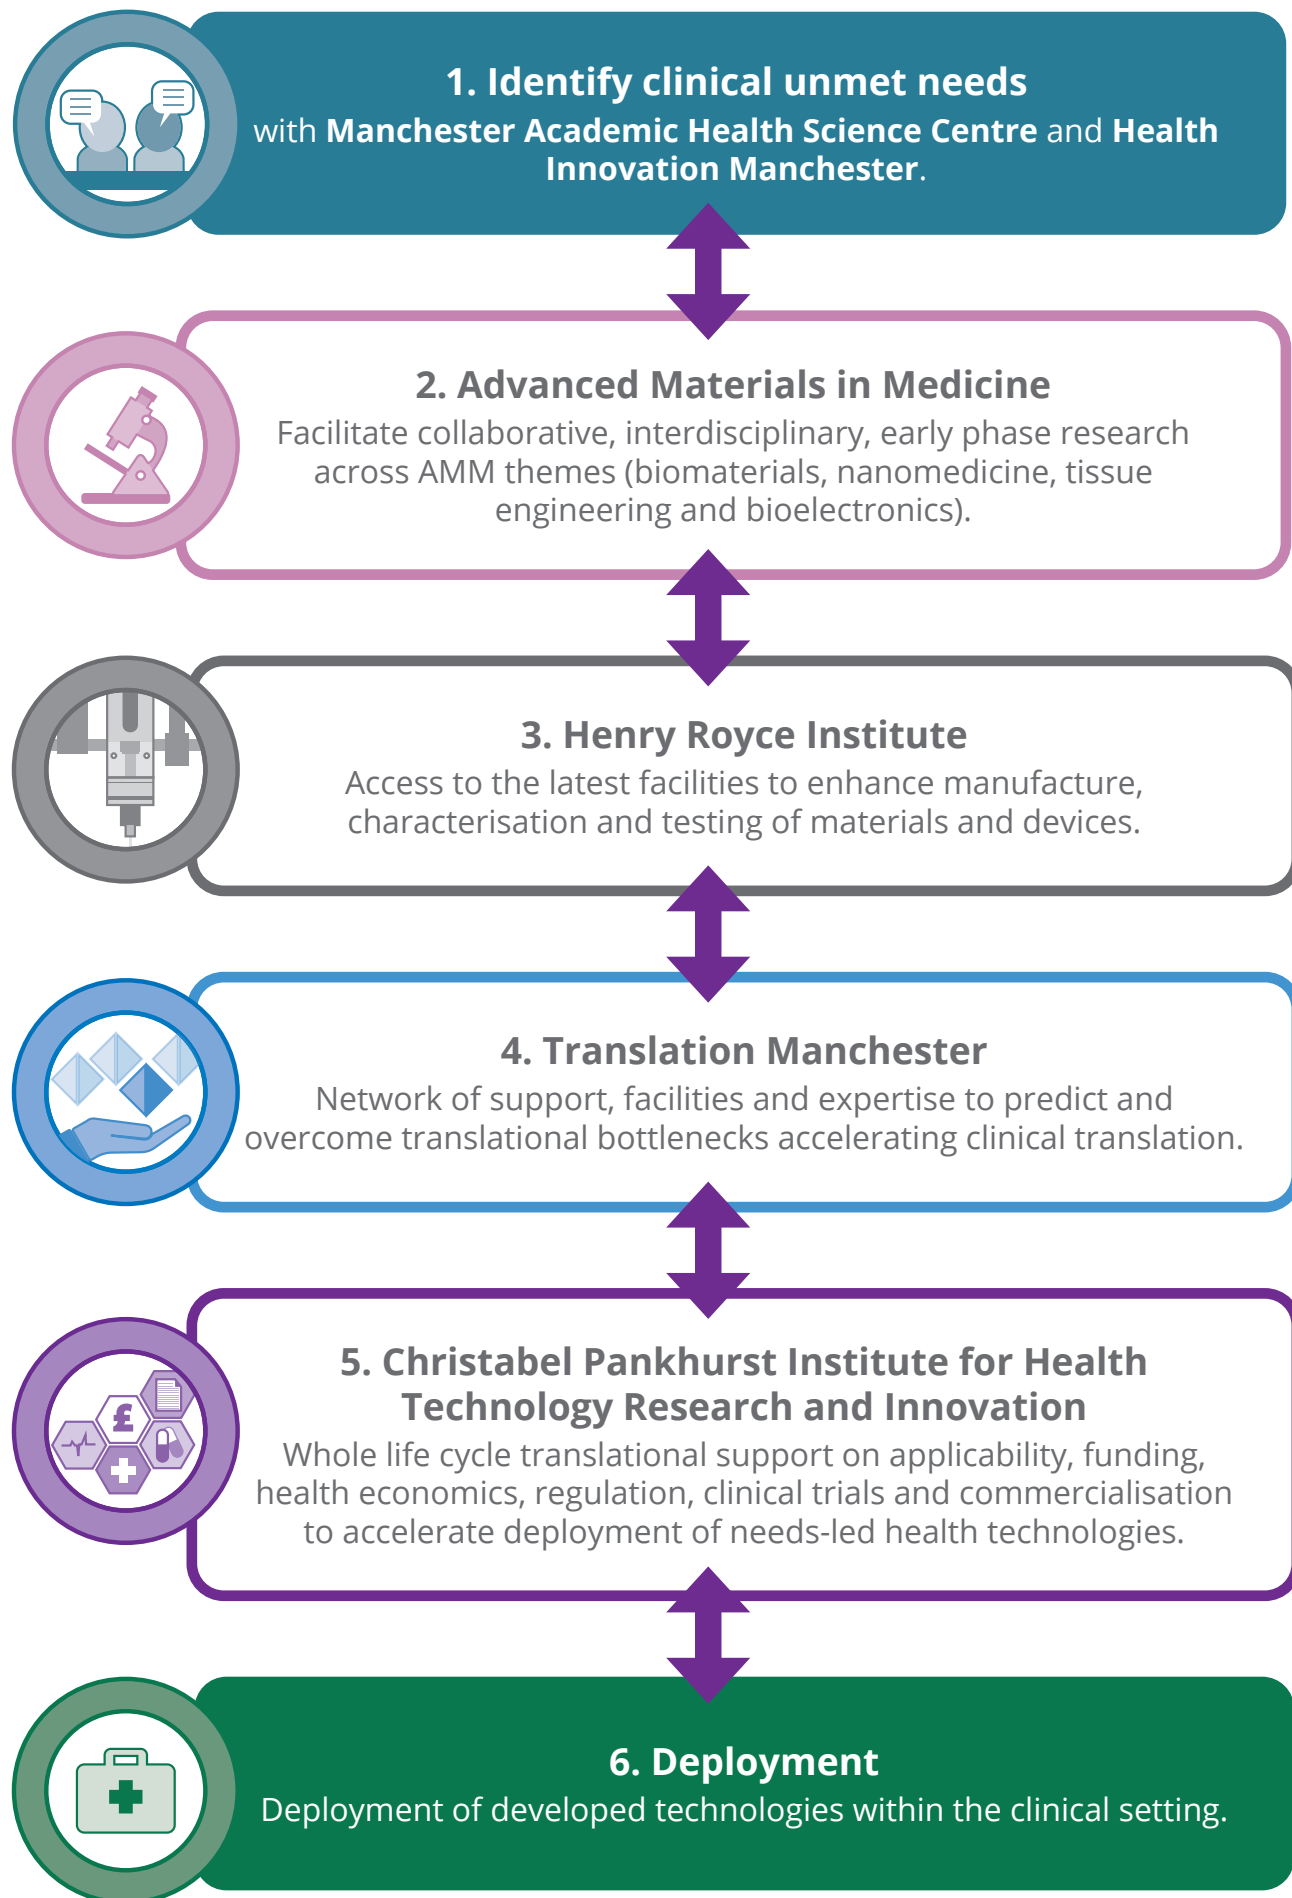 1. Identify clinical unmet needs
with Manchester Academic Health Science Centre and Health
Innovation Manchester.
2. Advanced Materials in Medicine
Facilitate collaborative, interdisciplinary, early phase research
across AMM themes (biomaterials, nanomedicine, tissue
engineering and bioelectronics).
3. Henry Royce Institute
Access to the latest facilities to enhance manufacture,
characterisation and testing of materials and devices.
4. Translation Manchester
Network of support, facilities and expertise to predict and
overcome translational bottlenecks accelerating clinical translation.
£
5. Christabel Pankhurst Institute for Health
Technology Research and Innovation
Whole life cycle translational support on applicability, funding,
health economics, regulation, clinical trials and commercialisation
to accelerate deployment of needs-led health technologies.
6. Deployment
Deployment of developed technologies within the clinical setting.